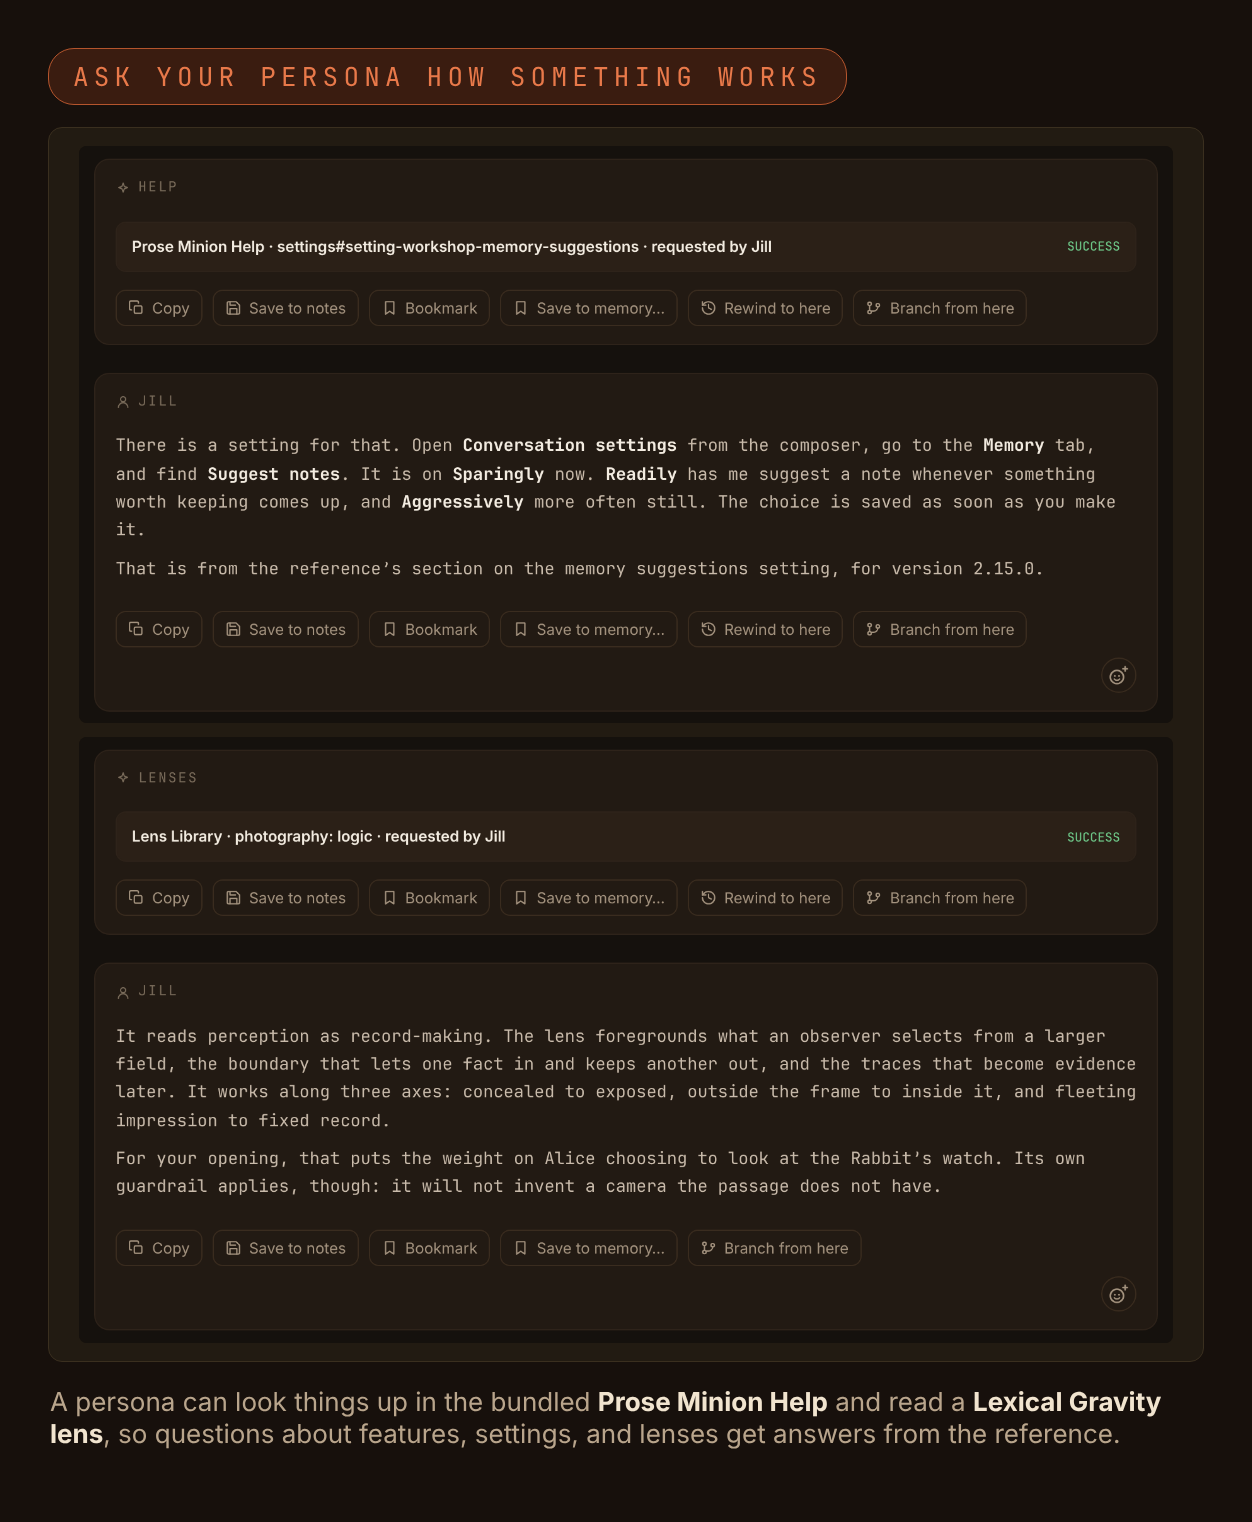 ASK YOUR PERSONA HOW SOMETHING WORKS
HELP
Prose Minion Help · settings#setting-workshop-memory-suggestions · requested by Jill SUCCESS
Copy Save to notes Bookmark Save to memory... Rewind to here Branch from here
JILL
There is a setting for that. Open Conversation settings from the composer, go to the Memory tab,
and find Suggest notes. It is on Sparingly now. Readily has me suggest a note whenever something
worth keeping comes up, and Aggressively more often still. The choice is saved as soon as you make
it.
That is from the reference’s section on the memory suggestions setting, for version 2.15.0.
Copy Save to notes Bookmark Save to memory... Rewind to here Branch from here
LENSES
Lens Library · photography: logic · requested by Jill SUCCESS
Copy Save to notes Bookmark Save to memory... Rewind to here Branch from here
JILL
It reads perception as record-making. The lens foregrounds what an observer selects from a larger
field, the boundary that lets one fact in and keeps another out, and the traces that become evidence
later. It works along three axes: concealed to exposed, outside the frame to inside it, and fleeting
impression to fixed record.
For your opening, that puts the weight on Alice choosing to look at the Rabbit’s watch. Its own
guardrail applies, though: it will not invent a camera the passage does not have.
Copy Save to notes Bookmark Save to memory... Branch from here
A persona can look things up in the bundled Prose Minion Help and read a Lexical Gravity
lens, so questions about features, settings, and lenses get answers from the reference.